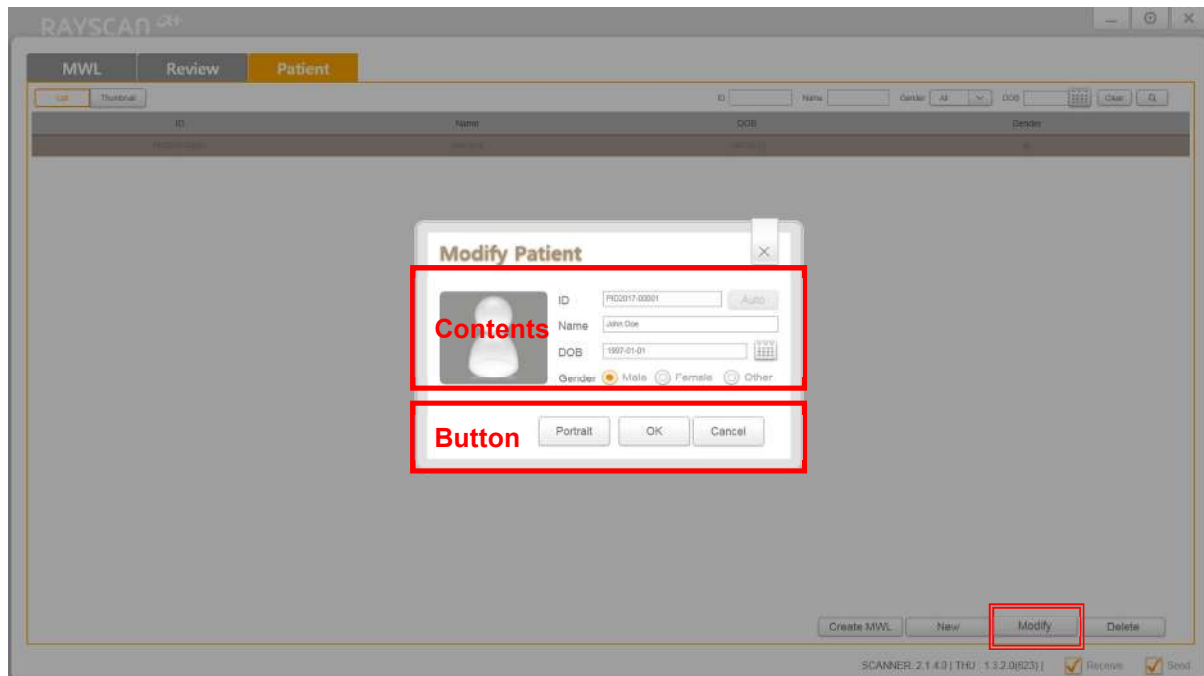 RAYSCAN α+
MWL Review Patient
List Thumbnail ID Name Gender All DOB Clear
ID Name DOB Gender
Modify Patient
Contents
ID PID2017-00001 Auto
Name John Doe
DOB 1997-01-01
Gender Male Female Other
Button
Portrait OK Cancel
Create MWL New Modify Delete
SCANNER: 2.1.4.0 | THU : 1.3.2.0(623) | Receive Send